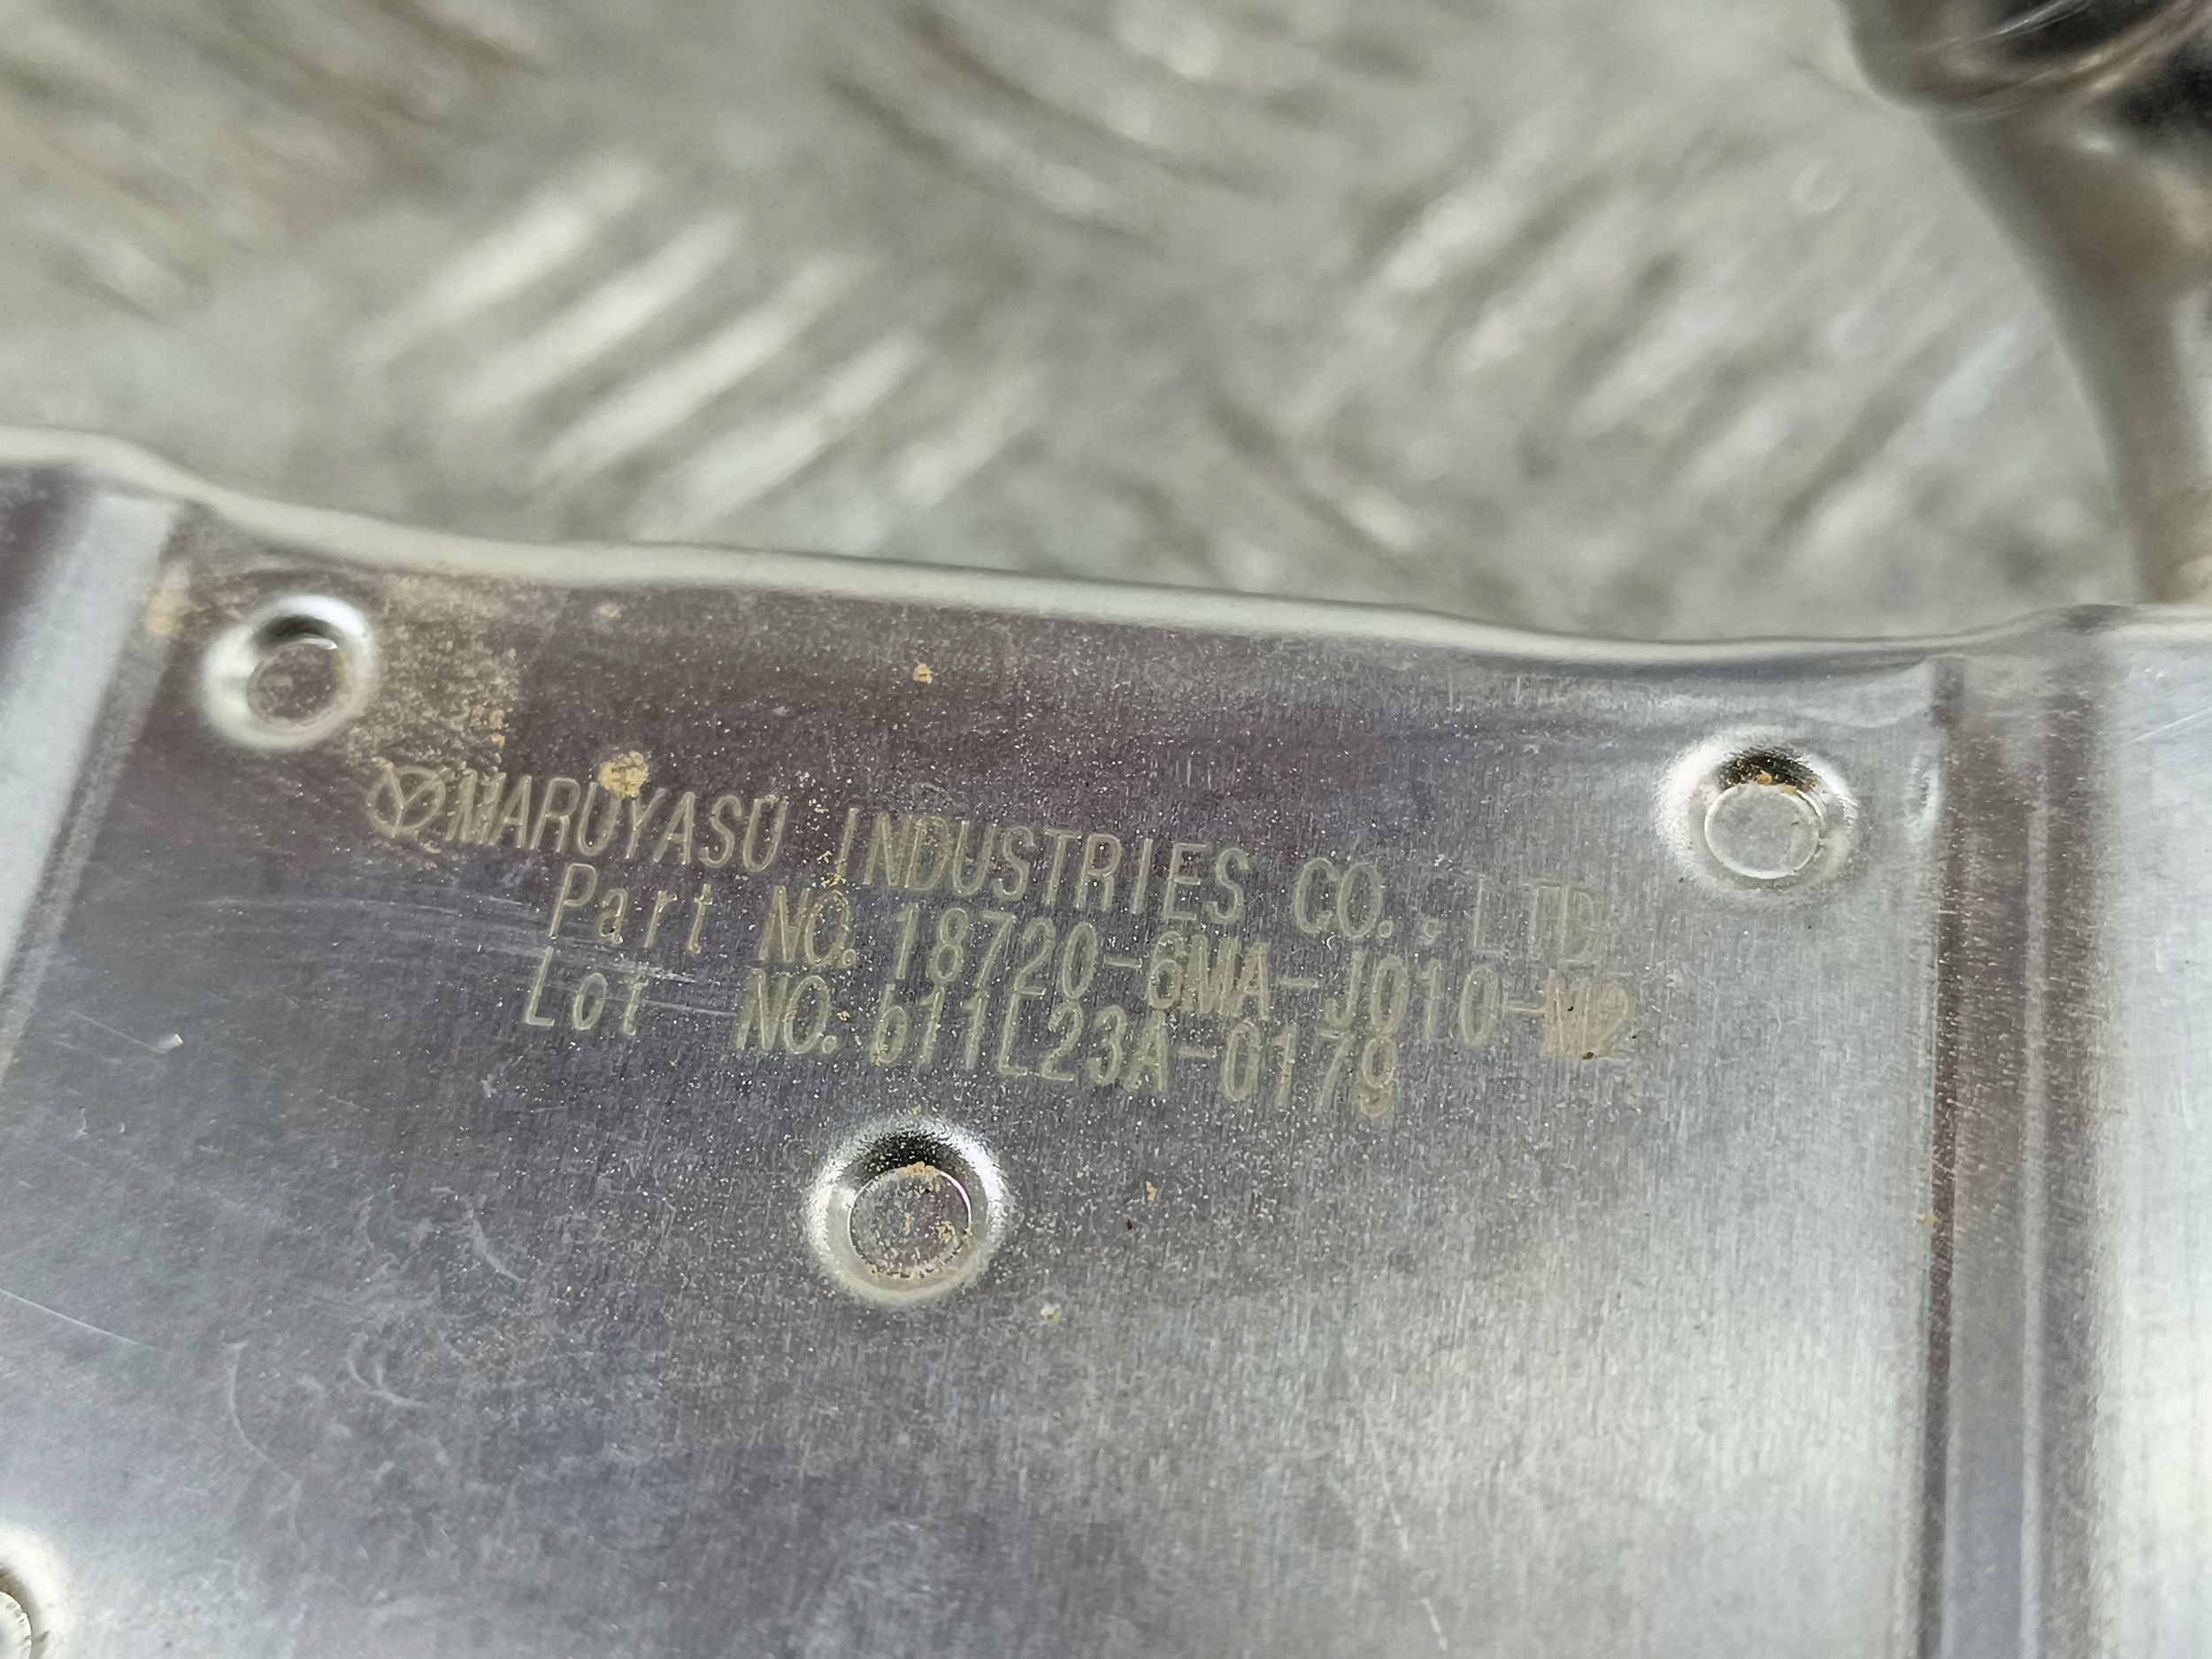 MARUYASU INDUSTRIES CO.,LTD
Part NO. 18720-6MA-J010-M2
Lot NO. b11L23A-0179